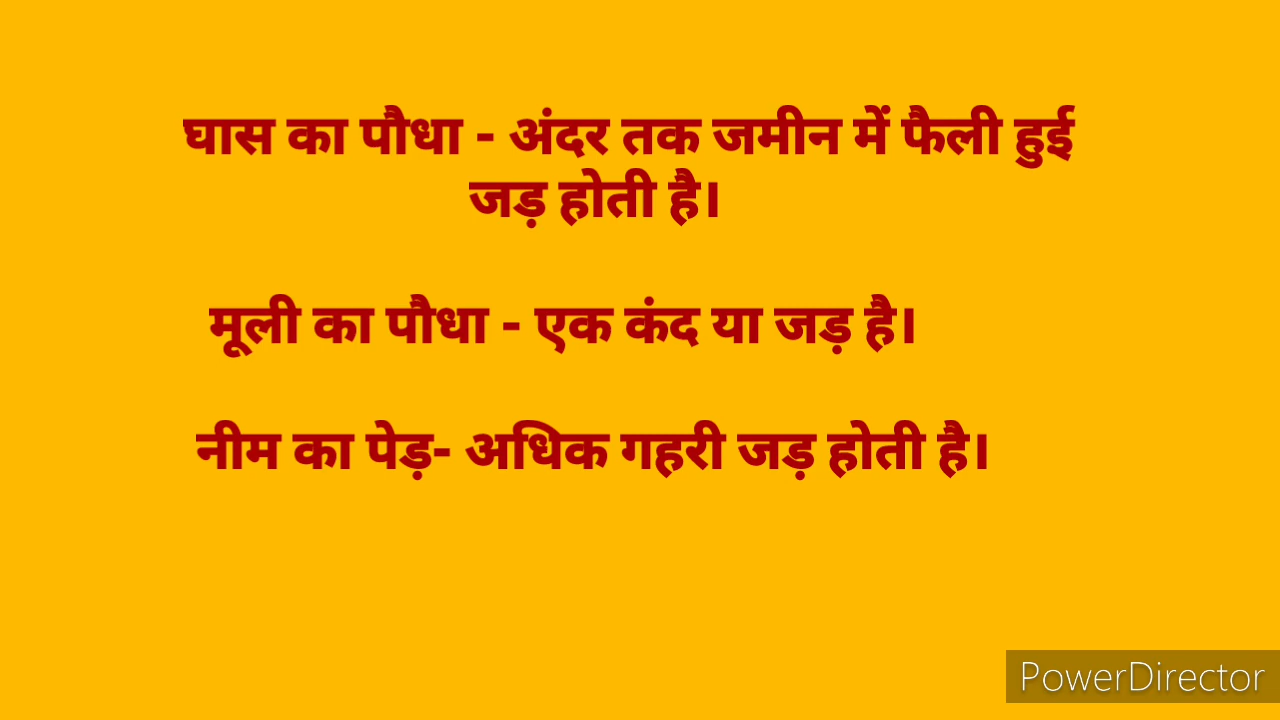 घास का पौधा - अंदर तक जमीन में फैली हुई
जड़ होती है।
मूली का पौधा - एक कंद या जड़ है।
नीम का पेड़- अधिक गहरी जड़ होती है।
PowerDirector